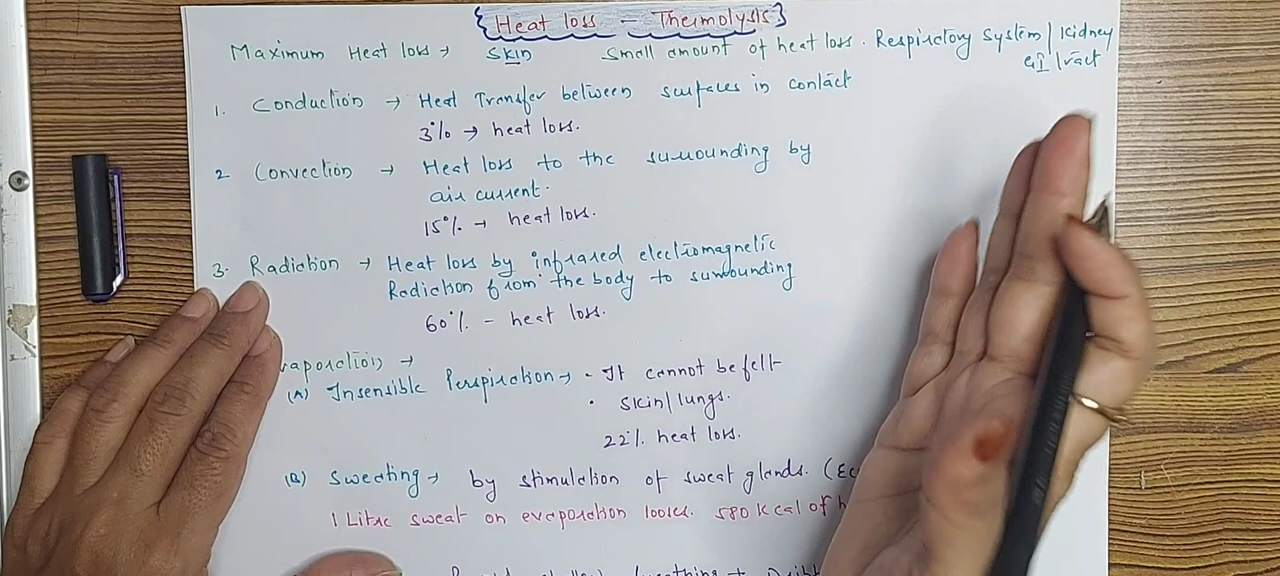 {Heat loss - Thermolysis}
Maximum Heat loss → Skin Small amount of heat loss. Respiratory System / Kidney
GI Tract
1. Conduction → Heat Transfer between surfaces in contact
3% → heat loss.
2 Convection → Heat loss to the surrounding by
air current.
15% → heat loss.
3. Radiation → Heat loss by infrared electromagnetic
Radiation from the body to surrounding
60% - heat loss.
vaporation →
(A) Insensible Perspiration → • It cannot be felt
• Skin/lungs.
22% heat loss.
(B) Sweating → by stimulation of sweat glands. (Ec
1 Litre sweat on evaporation looses. 580 Kcal of h